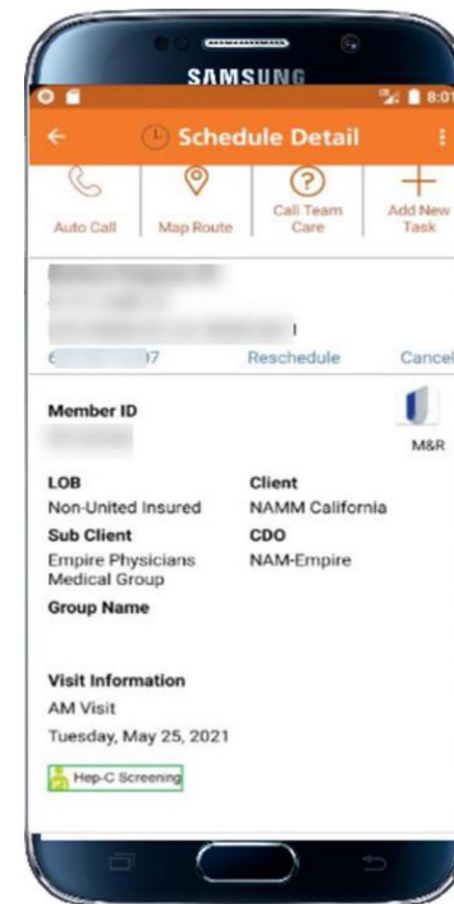 SAMSUNG
8:01
Schedule Detail
Auto Call
Map Route
Call Team
Care
Add New
Task
Reschedule
Cancel
Member ID
M&R
LOB
Client
Non-United Insured
NAMM California
Sub Client
CDO
Empire Physicians
Medical Group
NAM-Empire
Group Name
Visit Information
AM Visit
Tuesday, May 25, 2021
Hep-C Screening